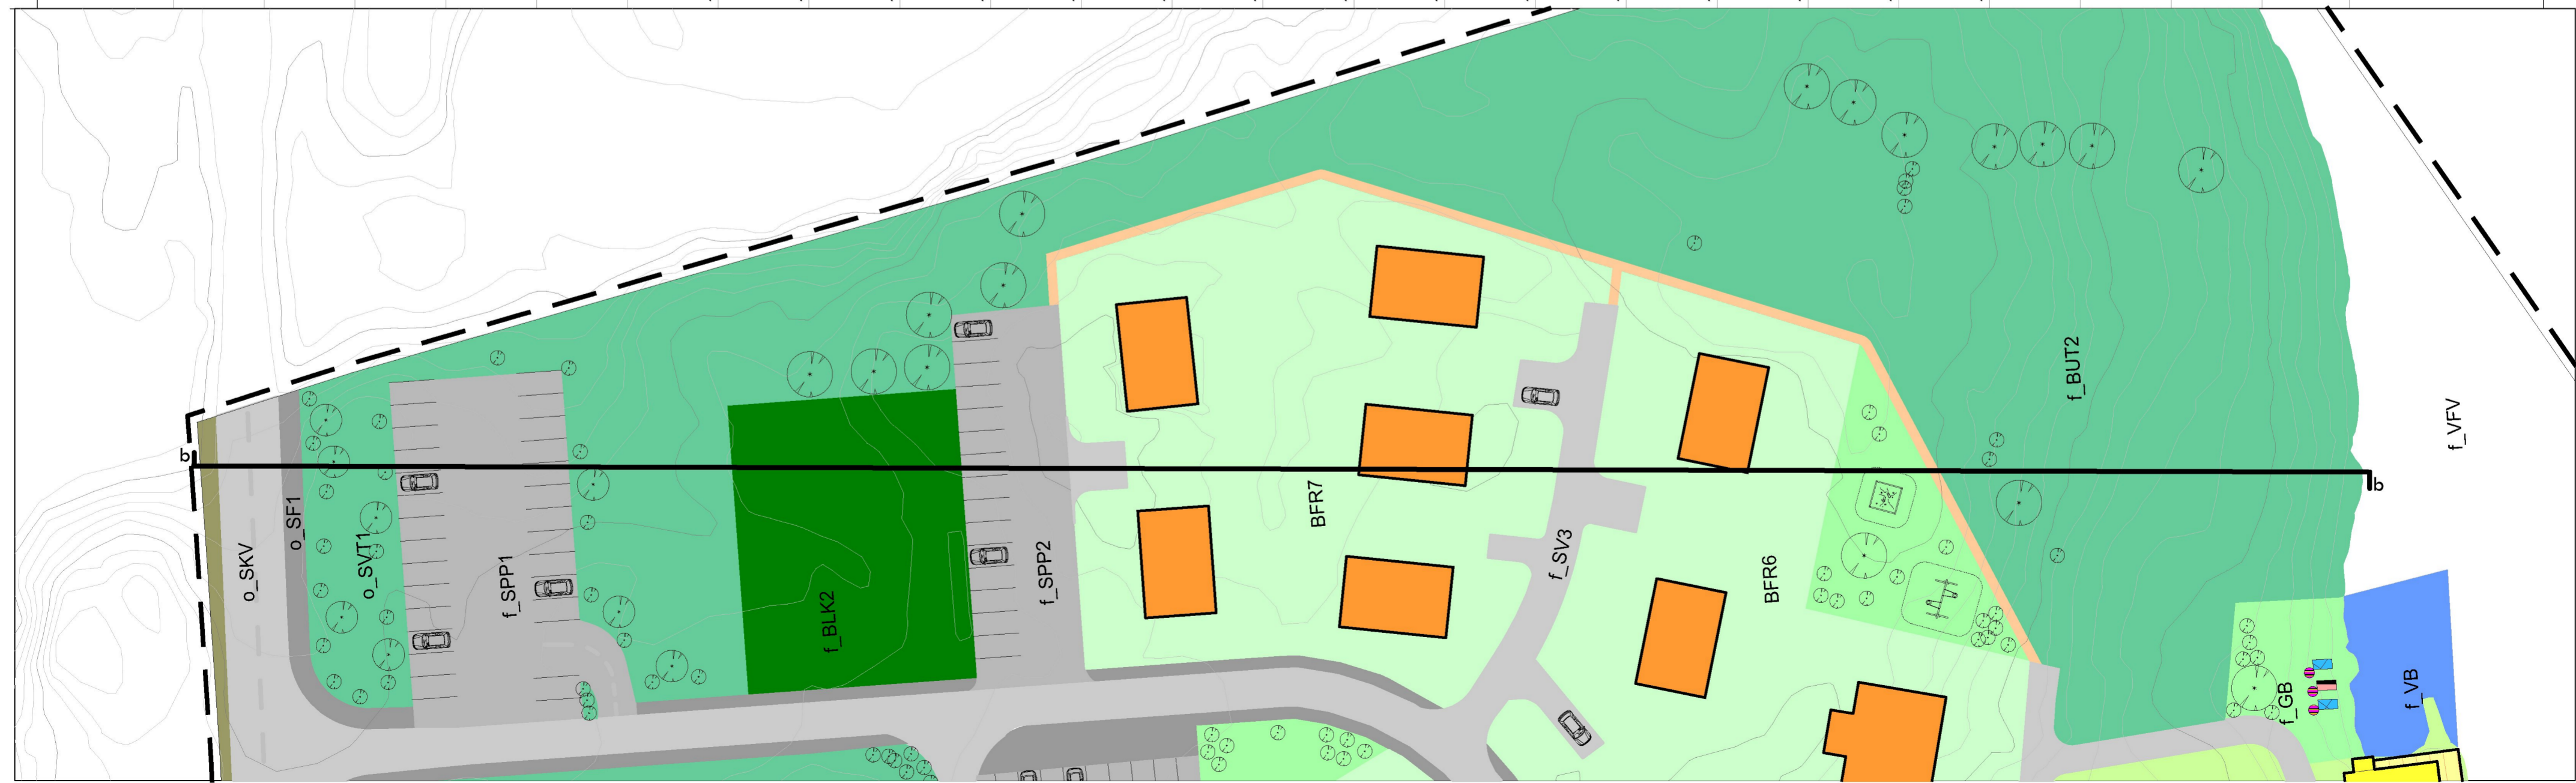 b
o_SKV
o_SF1
o_SVT1
f_SPP1
f_BLK2
f_SPP2
BFR7
f_SV3
BFR6
f_BUT2
f_VFV
b
f_GB
f_VB